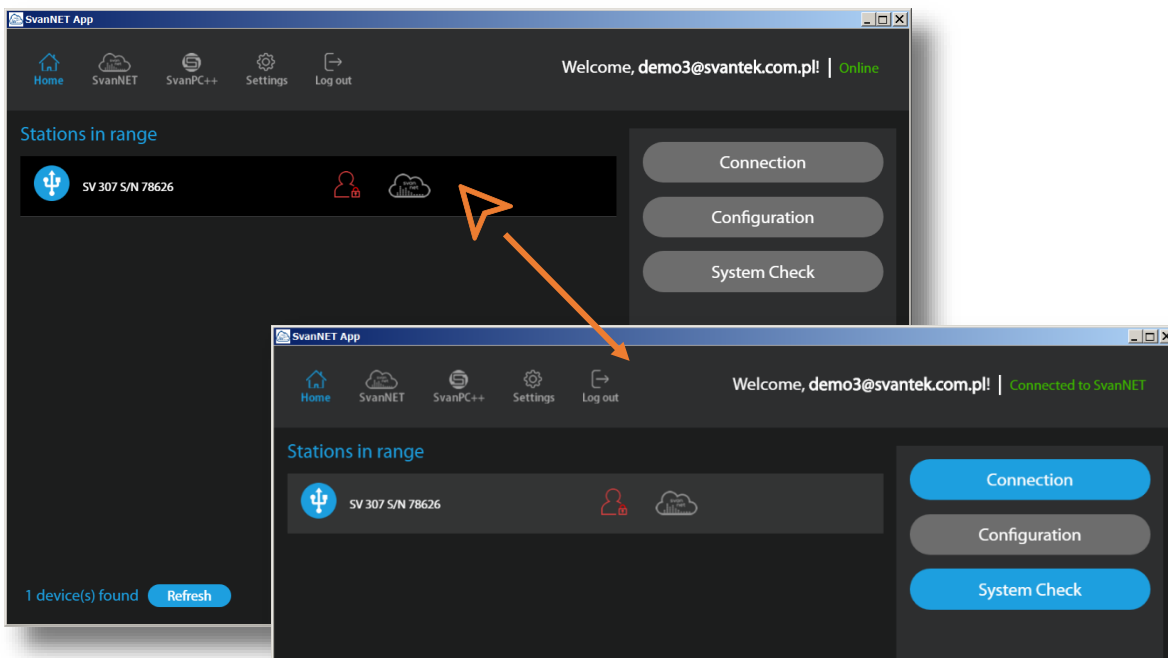 SvanNET App
Home SvanNET SvanPC++ Settings Log out
Welcome, demo3@svantek.com.pl! | Online
Stations in range
SV 307 S/N 78626
Connection
Configuration
System Check
1 device(s) found Refresh
SvanNET App
Home SvanNET SvanPC++ Settings Log out
Welcome, demo3@svantek.com.pl! | Connected to SvanNET
Stations in range
SV 307 S/N 78626
Connection
Configuration
System Check